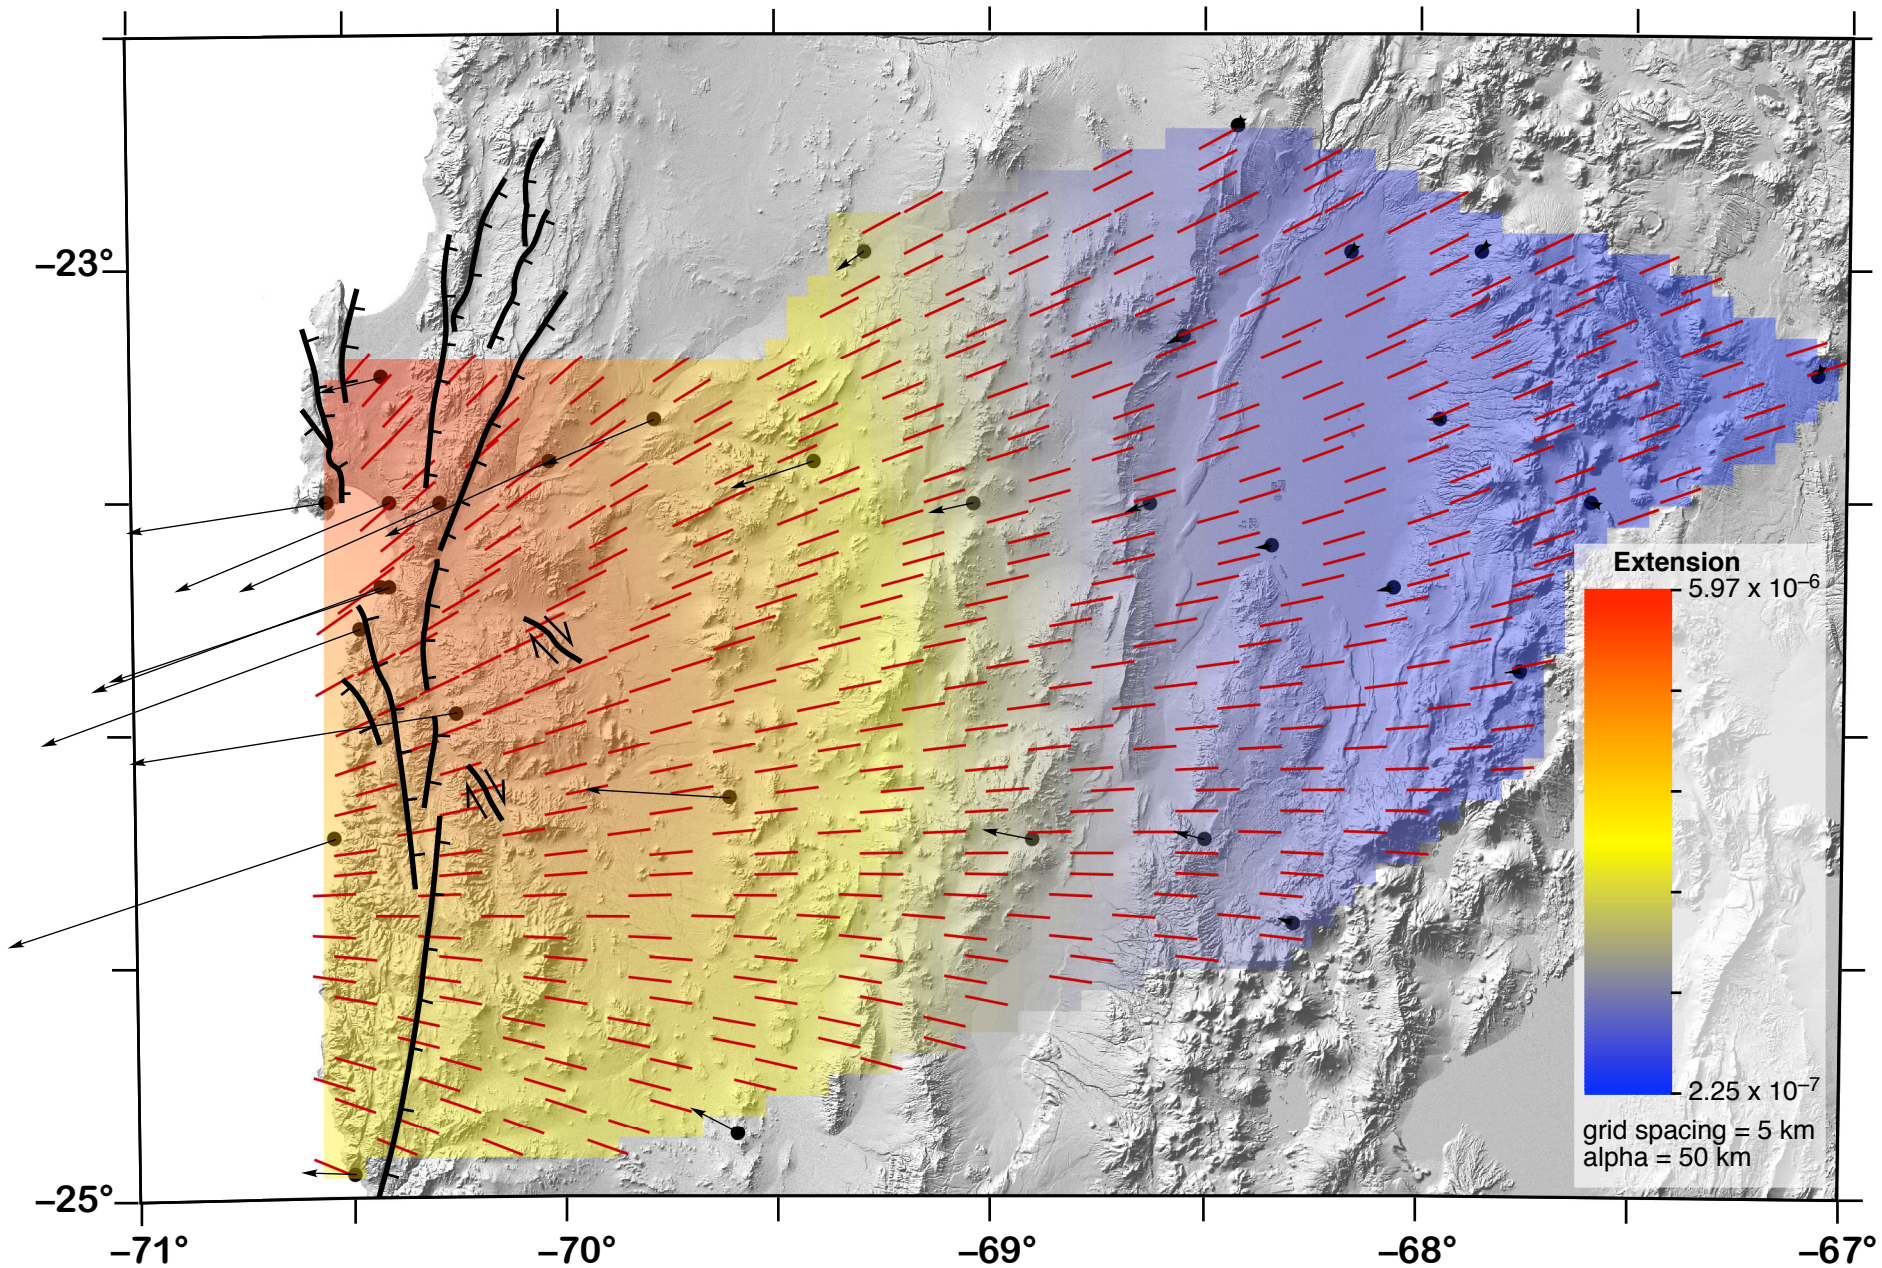 −23°
Extension
5.97 x 10⁻⁶
2.25 x 10⁻⁷
grid spacing = 5 km
alpha = 50 km
−25°
−71° −70° −69° −68° −67°